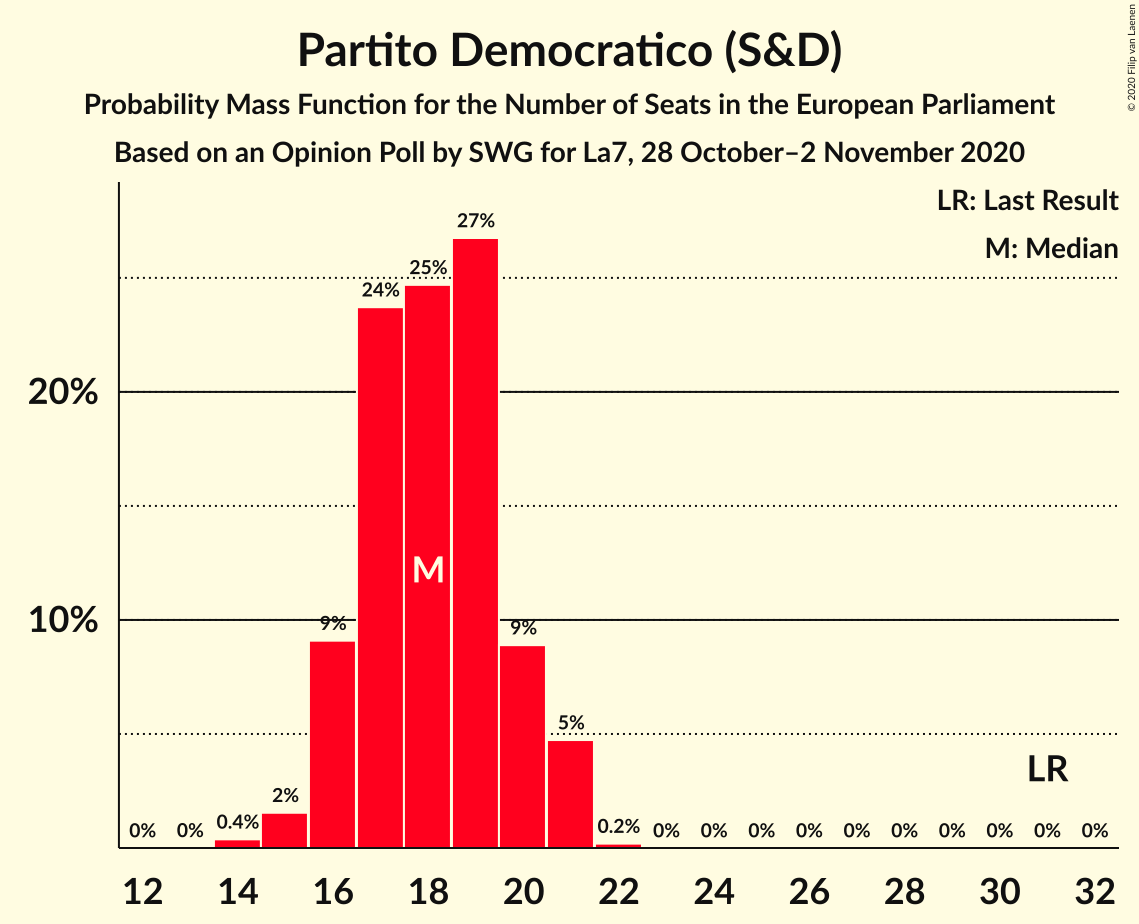 © 2020 Filip van Laenen
Partito Democratico (S&D)
Probability Mass Function for the Number of Seats in the European Parliament
Based on an Opinion Poll by SWG for La7, 28 October–2 November 2020
LR: Last Result
M: Median
20%
10%
0% 0% 0.4% 2% 9% 24% 25% 27% 9% 5% 0.2% 0% 0% 0% 0% 0% 0% 0% 0% 0% 0%
M
LR
12 14 16 18 20 22 24 26 28 30 32